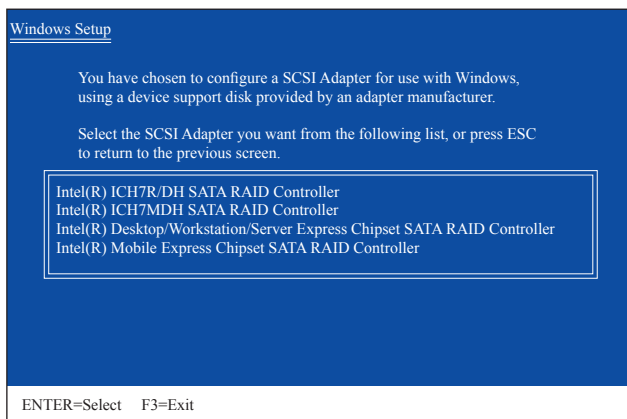 Windows Setup
You have chosen to configure a SCSI Adapter for use with Windows,
using a device support disk provided by an adapter manufacturer.
Select the SCSI Adapter you want from the following list, or press ESC
to return to the previous screen.
Intel(R) ICH7R/DH SATA RAID Controller
Intel(R) ICH7MDH SATA RAID Controller
Intel(R) Desktop/Workstation/Server Express Chipset SATA RAID Controller
Intel(R) Mobile Express Chipset SATA RAID Controller
ENTER=Select F3=Exit